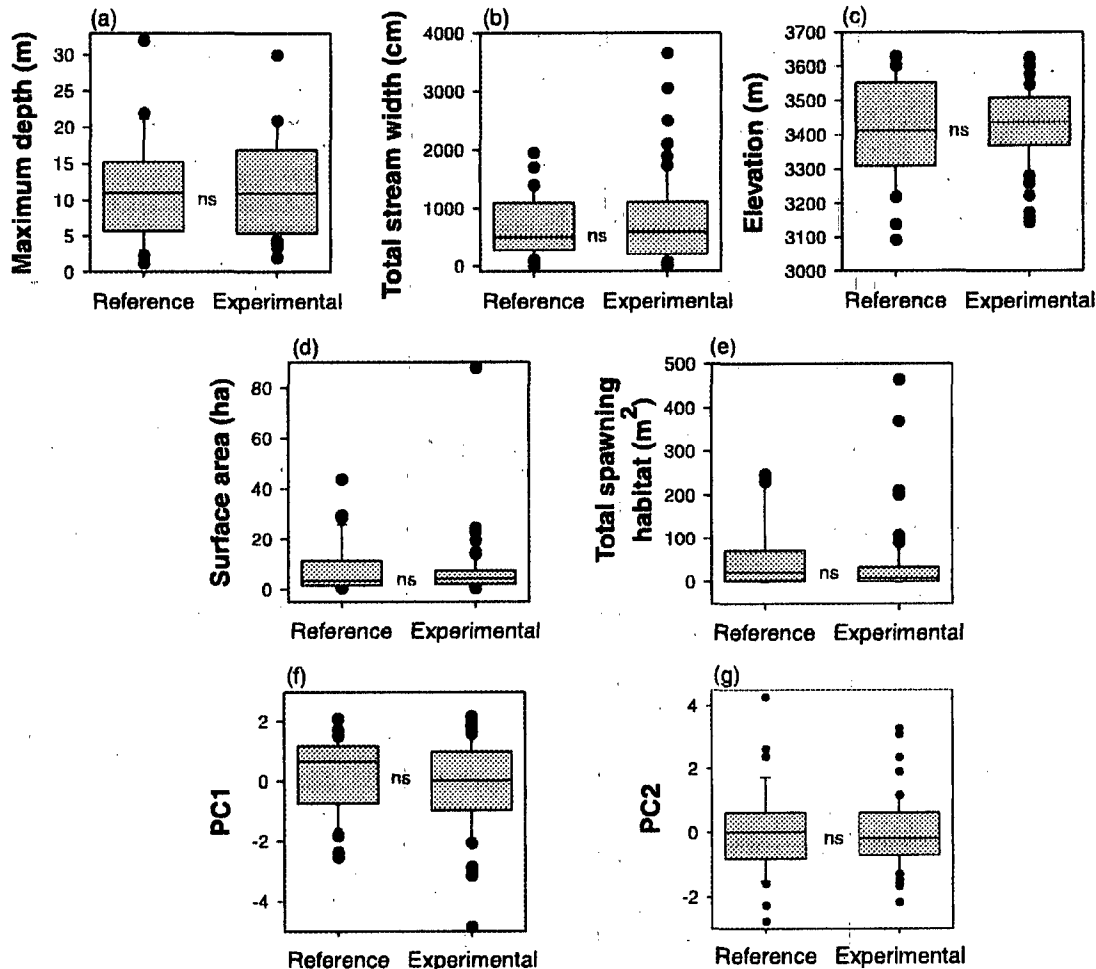 (a)
Maximum depth (m)
30
25
20
15
10
5
0
ns
Reference Experimental
(b)
Total stream width (cm)
4000
3000
2000
1000
0
ns
Reference Experimental
(c)
Elevation (m)
3700
3600
3500
3400
3300
3200
3100
3000
ns
Reference Experimental
(d)
Surface area (ha)
80
60
40
20
0
ns
Reference Experimental
(e)
Total spawning
habitat (m²)
500
400
300
200
100
0
ns
Reference Experimental
(f)
PC1
2
0
-2
-4
ns
Reference Experimental
(g)
PC2
4
2
0
-2
ns
Reference Experimental